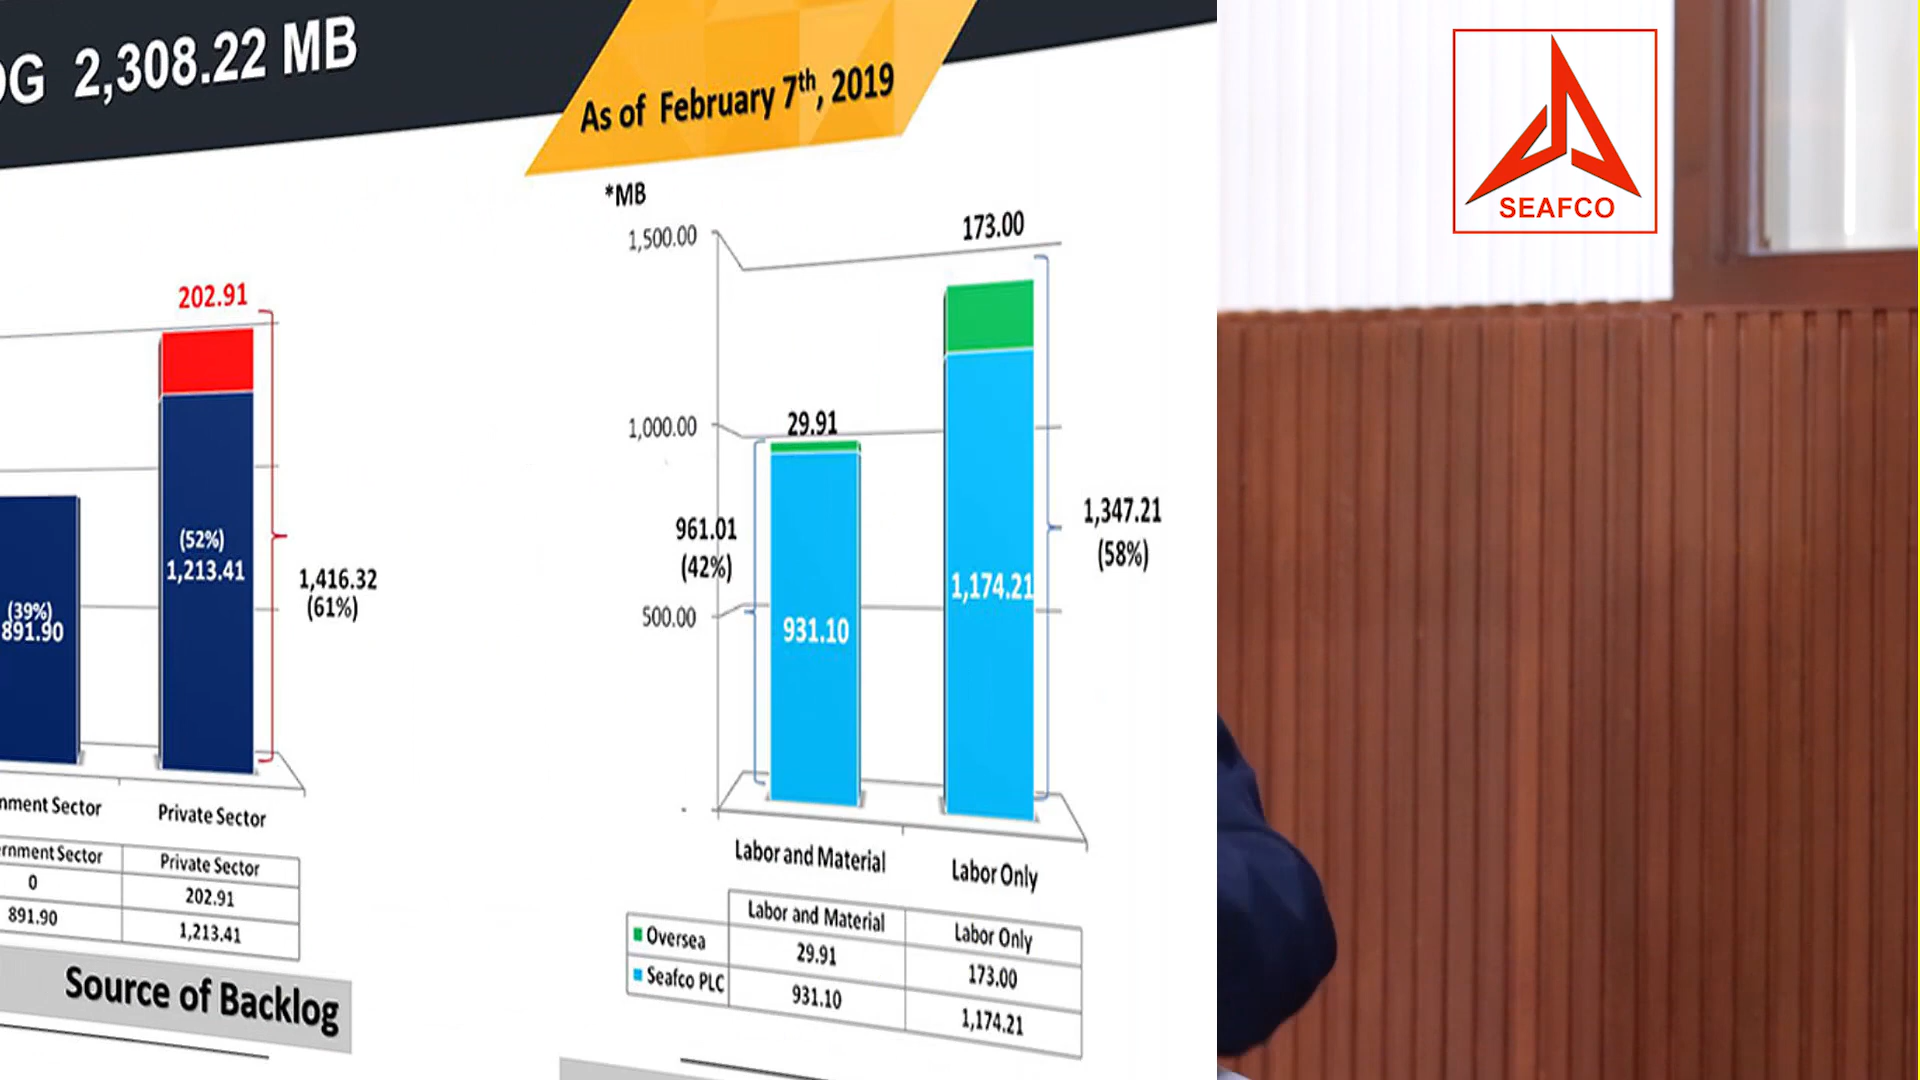 2,308.22 MB
As of February 7th, 2019
SEAFCO
202.91
(52%)
1,213.41
1,416.32
(61%)
(39%)
891.90
Private Sector
Sector
Sector Private Sector
0 202.91
891.90 1,213.41
Source of Backlog
*MB
1,500.00
1,000.00
500.00
-
173.00
29.91
961.01
(42%)
931.10
1,174.21
1,347.21
(58%)
Labor and Material Labor Only
Labor and Material Labor Only
Oversea 29.91 173.00
Seafco PLC 931.10 1,174.21